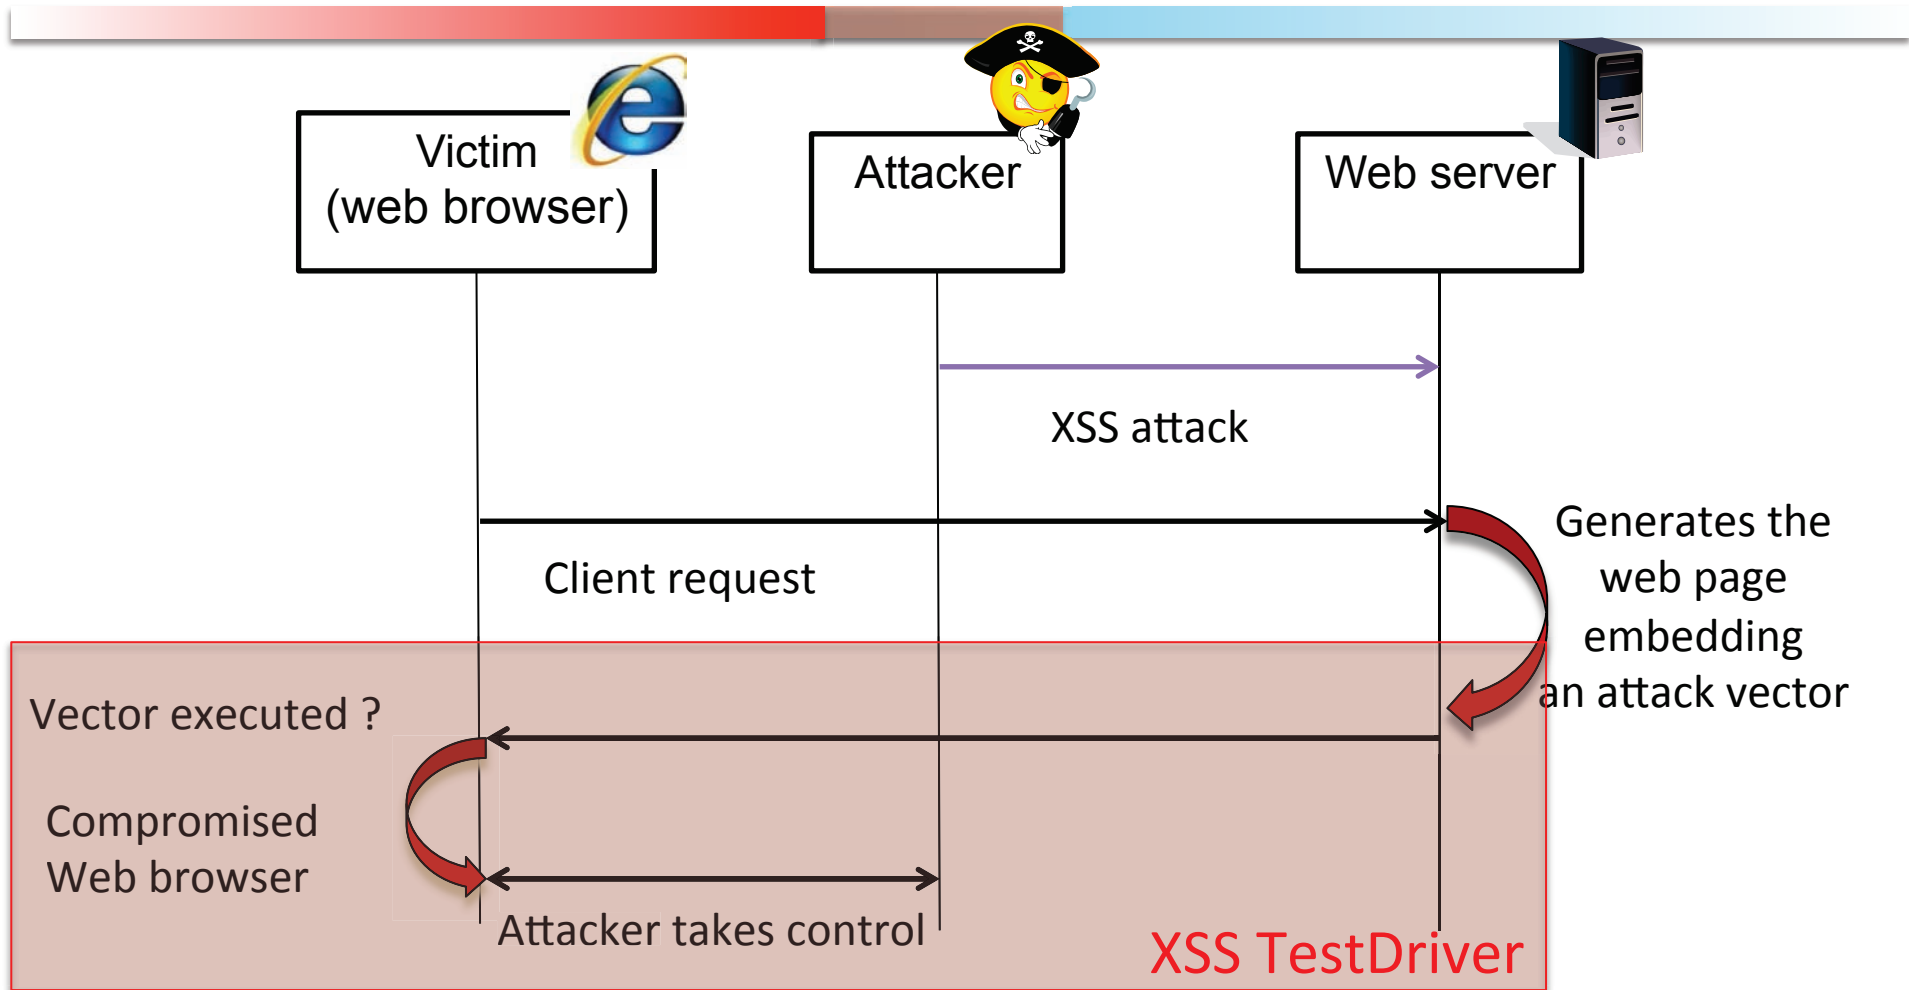 Victim
(web browser)
Attacker
Web server
XSS attack
Client request
Generates the
web page
embedding
an attack vector
Vector executed ?
Compromised
Web browser
Attacker takes control
XSS TestDriver